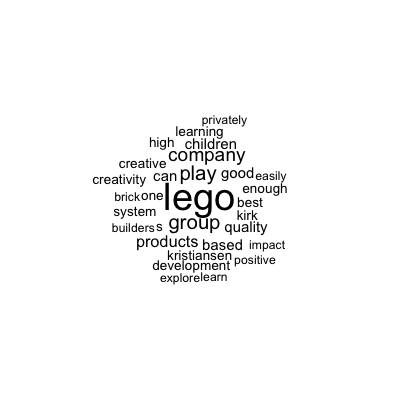 privately
learning
high children
creative company
creativity can play good easily
lego enough
brick one best
system group kirk
builders s quality
products based impact
kristiansen
development positive
explore learn